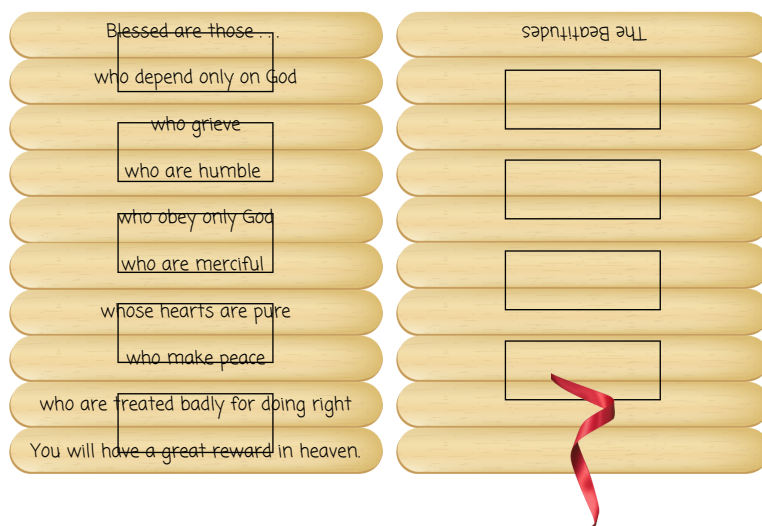 Blessed are those . . .
who depend only on God
who grieve
who are humble
who obey only God
who are merciful
whose hearts are pure
who make peace
who are treated badly for doing right
You will have a great reward in heaven.
The Beatitudes